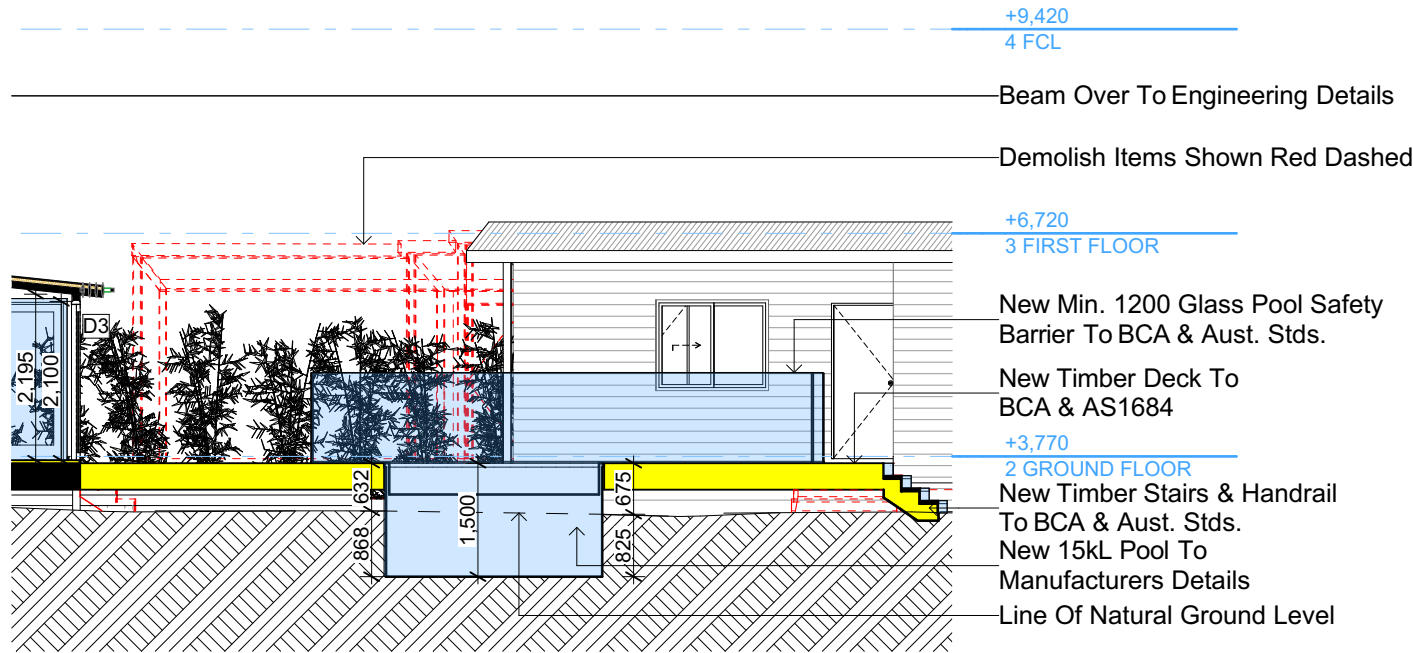 +9,420
4 FCL
Beam Over To Engineering Details
Demolish Items Shown Red Dashed
+6,720
3 FIRST FLOOR
New Min. 1200 Glass Pool Safety
Barrier To BCA & Aust. Stds.
D3
2,195
2,100
New Timber Deck To
BCA & AS1684
+3,770
2 GROUND FLOOR
632
675
1,500
868
825
New Timber Stairs & Handrail
To BCA & Aust. Stds.
New 15kL Pool To
Manufacturers Details
Line Of Natural Ground Level